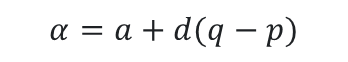 α = a + d(q − p)